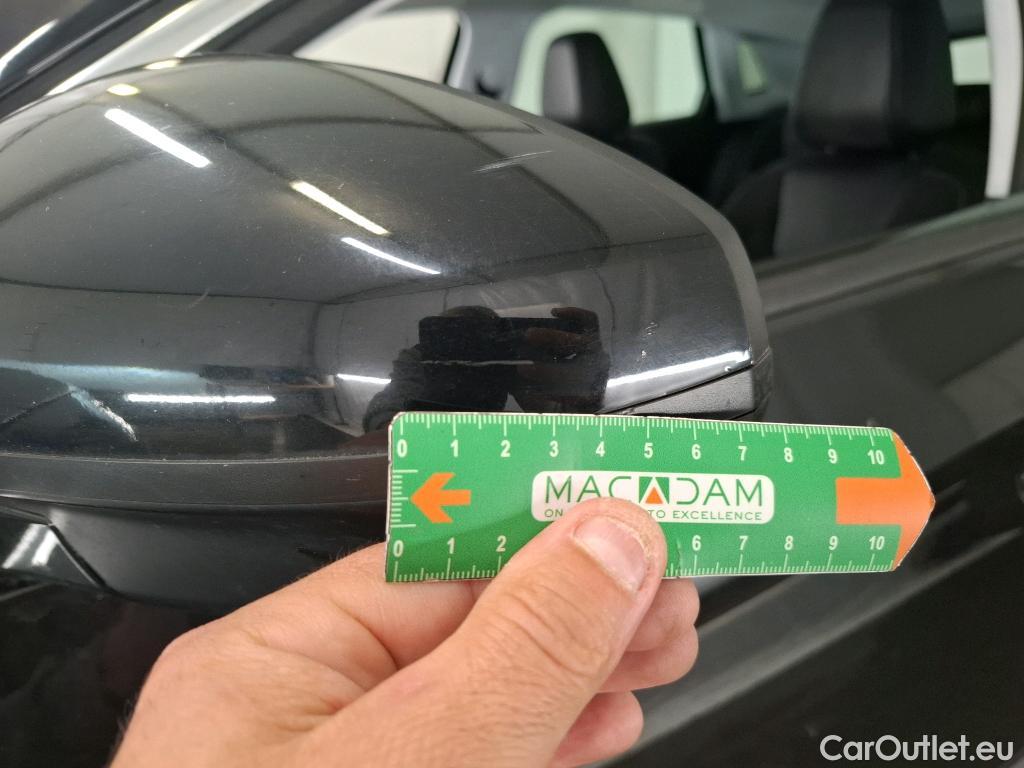 0 1 2 3 4 5 6 7 8 9 10
MACADAM
ON TO EXCELLENCE
0 1 2 6 7 8 9 10
CarOutlet.eu